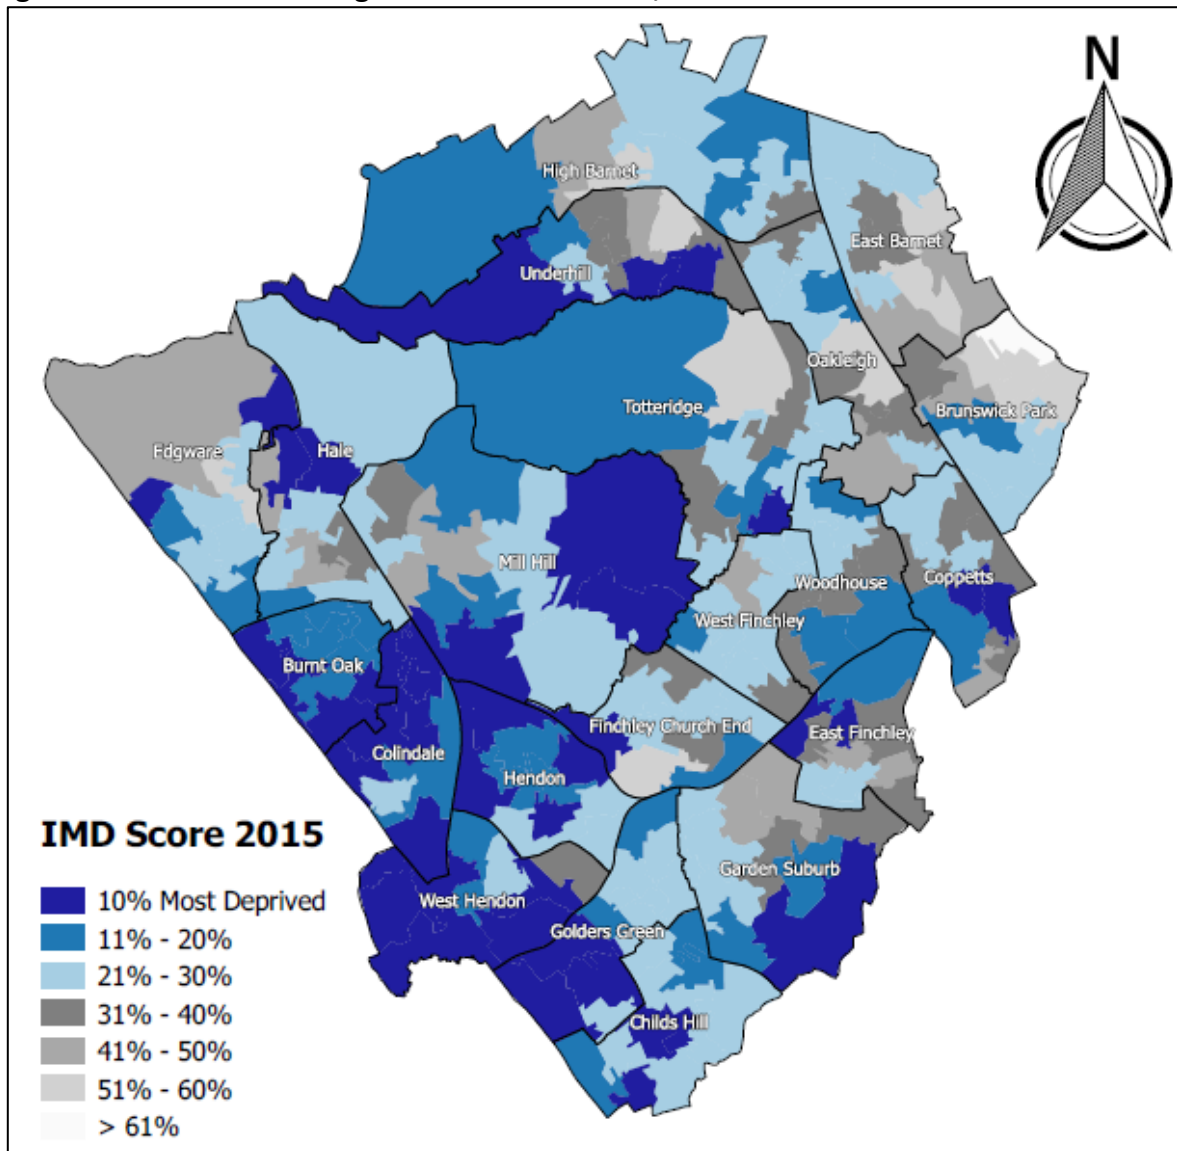 N
High Barnet
East Barnet
Underhill
Oakleigh
Totteridge
Brunswick Park
Edgware
Hale
Mill Hill
Woodhouse
Coppetts
West Finchley
Burnt Oak
Finchley Church End
East Finchley
Colindale
Hendon
Garden Suburb
West Hendon
Golders Green
Childs Hill
IMD Score 2015
10% Most Deprived
11% - 20%
21% - 30%
31% - 40%
41% - 50%
51% - 60%
> 61%